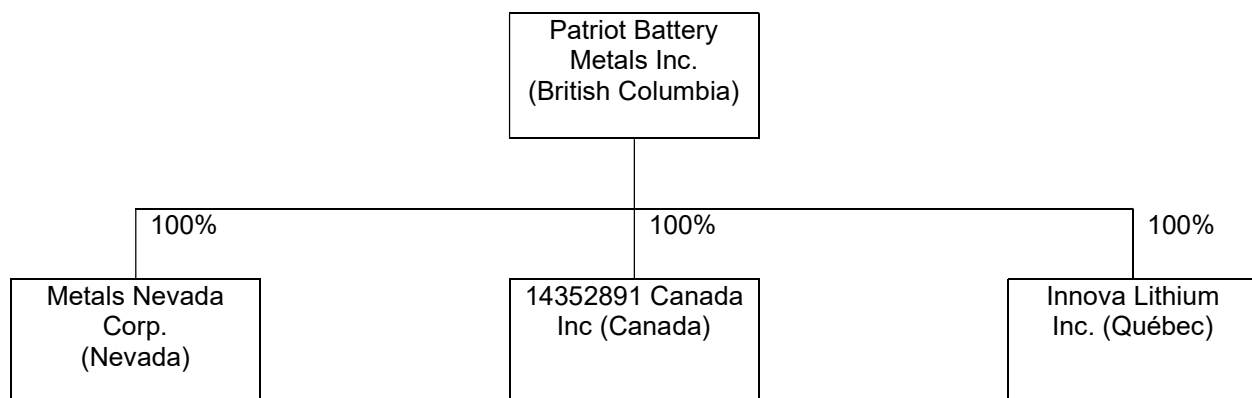 Patriot Battery
Metals Inc.
(British Columbia)
100%
100%
100%
Metals Nevada
Corp.
(Nevada)
14352891 Canada
Inc (Canada)
Innova Lithium
Inc. (Québec)